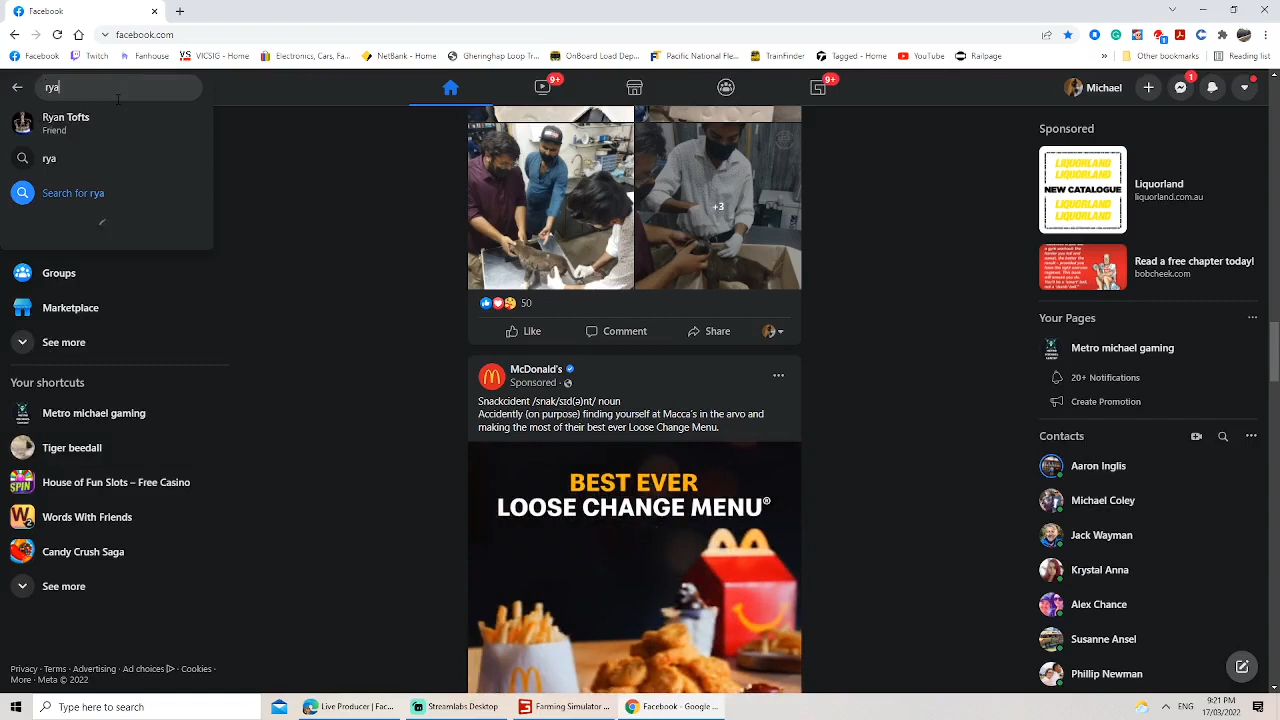 Facebook
facebook.com
Facebook
Twitch
Fanhouse
VICSIG - Home
Electronics, Cars, Fa...
NetBank - Home
Gheringhep Loop Tr...
OnBoard Load Dep...
Pacific National Fle...
TrainFinder
Tagged - Home
YouTube
Railpage
»
Other bookmarks
Reading list
rya
9+
9+
Michael
1
Ryan Tarts
Friend
rya
Search for rya
Groups
Marketplace
See more
Your shortcuts
Metro michael gaming
Tiger beedall
House of Fun Slots – Free Casino
Words With Friends
Candy Crush Saga
See more
Privacy · Terms · Advertising · Ad choices · Cookies ·
More · Meta © 2022
+3
50
Like
Comment
Share
McDonald's
Sponsored ·
Snackcident /snak/sɪd(ə)nt/ noun
Accidently (on purpose) finding yourself at Macca's in the arvo and
making the most of their best ever Loose Change Menu.
BEST EVER
LOOSE CHANGE MENU®
Sponsored
LIQUORLAND
LIQUORLAND
NEW CATALOGUE
LIQUORLAND
LIQUORLAND
Liquorland
liquorland.com.au
Read a free chapter today!
Your Pages
Metro michael gaming
20+ Notifications
Create Promotion
Contacts
Aaron Inglis
Michael Coley
Jack Wayman
Krystal Anna
Alex Chance
Susanne Ansel
Phillip Newman
Type here to search
Live Producer | Fac...
Streamlabs Desktop
Farming Simulator ...
Facebook - Google ...
ENG
9:21 AM
17/03/2022